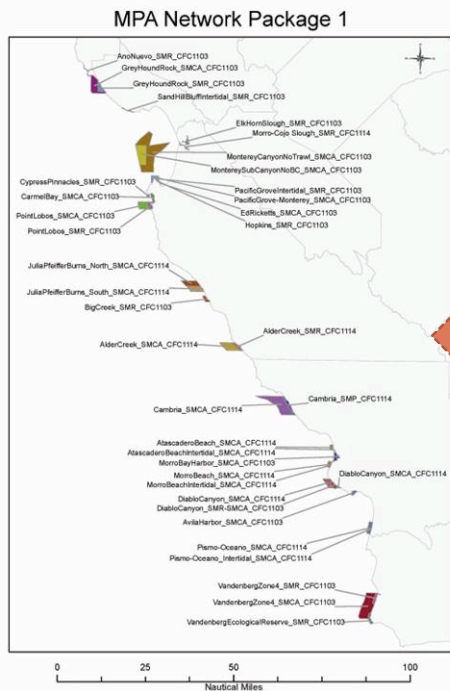 MPA Network Package 1
AnoNuevo_SMR_CFC1103
GreyHoundRock_SMCA_CFC1103
GreyHoundRock_SMR_CFC1103
SandHillBluffIntertidal_SMR_CFC1103
ElkHornSlough_SMR_CFC1103
Morro-Cojo Slough_SMR_CFC1114
MontereyCanyonNoTrawl_SMCA_CFC1103
MontereySubCanyonNoBC_SMCA_CFC1103
CypressPinnacles_SMR_CFC1103
CarmelBay_SMCA_CFC1103
PointLobos_SMCA_CFC1103
PointLobos_SMR_CFC1103
PacificGroveIntertidal_SMR_CFC1103
PacificGrove-Monterey_SMCA_CFC1103
EdRicketts_SMCA_CFC1103
Hopkins_SMR_CFC1103
JuliaPfeifferBurns_North_SMCA_CFC1114
JuliaPfeifferBurns_South_SMCA_CFC1114
BigCreek_SMR_CFC1103
AlderCreek_SMR_CFC1114
AlderCreek_SMCA_CFC1114
Cambria_SMP_CFC1114
Cambria_SMCA_CFC1114
AtascaderoBeach_SMCA_CFC1114
AtascaderoBeachIntertidal_SMCA_CFC1114
MorroBayHarbor_SMCA_CFC1103
MorroBeach_SMCA_CFC1114
MorroBeachIntertidal_SMCA_CFC1114
DiabloCanyon_SMCA_CFC1114
DiabloCanyon_SMCA_CFC1114
DiabloCanyon_SMR-SMCA_CFC1103
AvilaHarbor_SMCA_CFC1103
Pismo-Oceano_SMCA_CFC1114
Pismo-Oceano_Intertidal_SMCA_CFC1114
VandenbergZone4_SMR_CFC1103
VandenbergZone4_SMCA_CFC1103
VandenbergEcologicalReserve_SMR_CFC1103
0 25 50 100
Nautical Miles